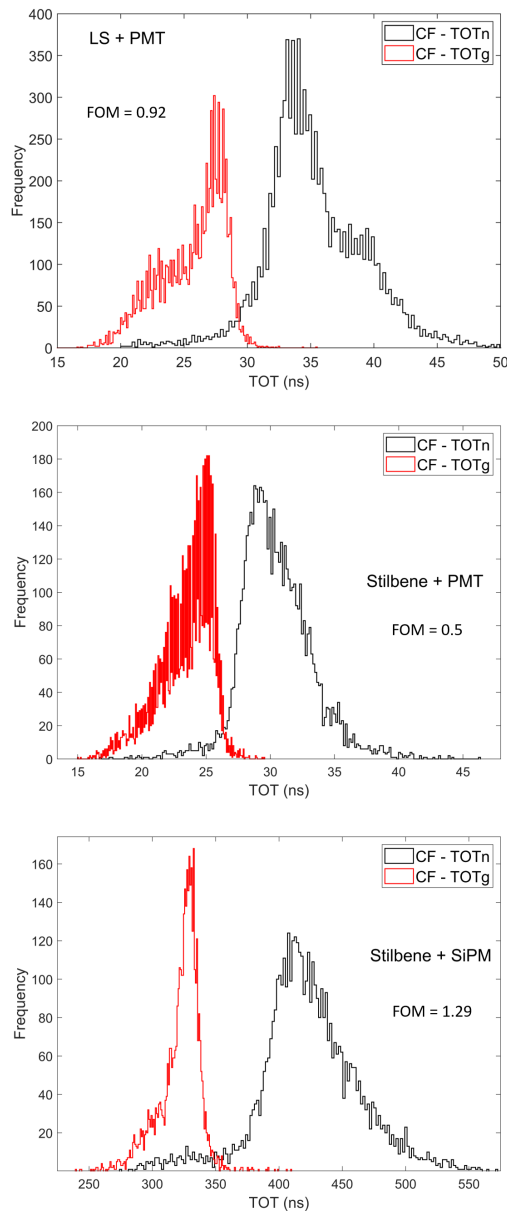 400
350
300
250
200
150
100
50
0
Frequency
LS + PMT
FOM = 0.92
CF - TOTn
CF - TOTg
15 20 25 30 35 40 45 50
TOT (ns)
200
180
160
140
120
100
80
60
40
20
0
Frequency
CF - TOTn
CF - TOTg
Stilbene + PMT
FOM = 0.5
15 20 25 30 35 40 45
TOT (ns)
160
140
120
100
80
60
40
20
Frequency
CF - TOTn
CF - TOTg
Stilbene + SiPM
FOM = 1.29
250 300 350 400 450 500 550
TOT (ns)